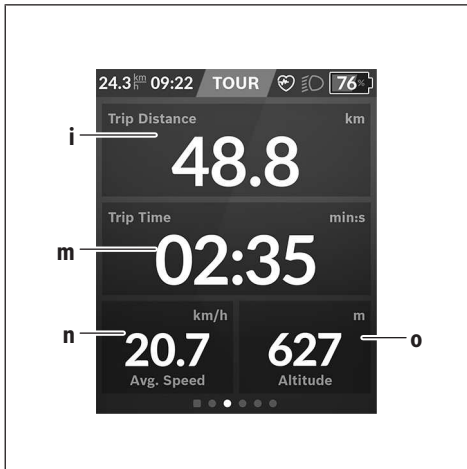 24.3 km/h 09:22 TOUR 76%
Trip Distance km
i
48.8
Trip Time min:s
m
02:35
km/h m
n 20.7 627 o
Avg. Speed Altitude